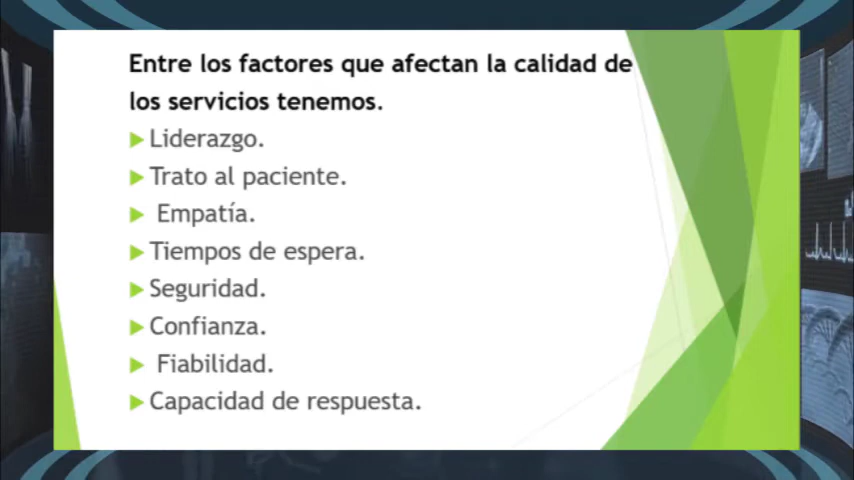 Entre los factores que afectan la calidad de
los servicios tenemos.
Liderazgo.
Trato al paciente.
Empatía.
Tiempos de espera.
Seguridad.
Confianza.
Fiabilidad.
Capacidad de respuesta.